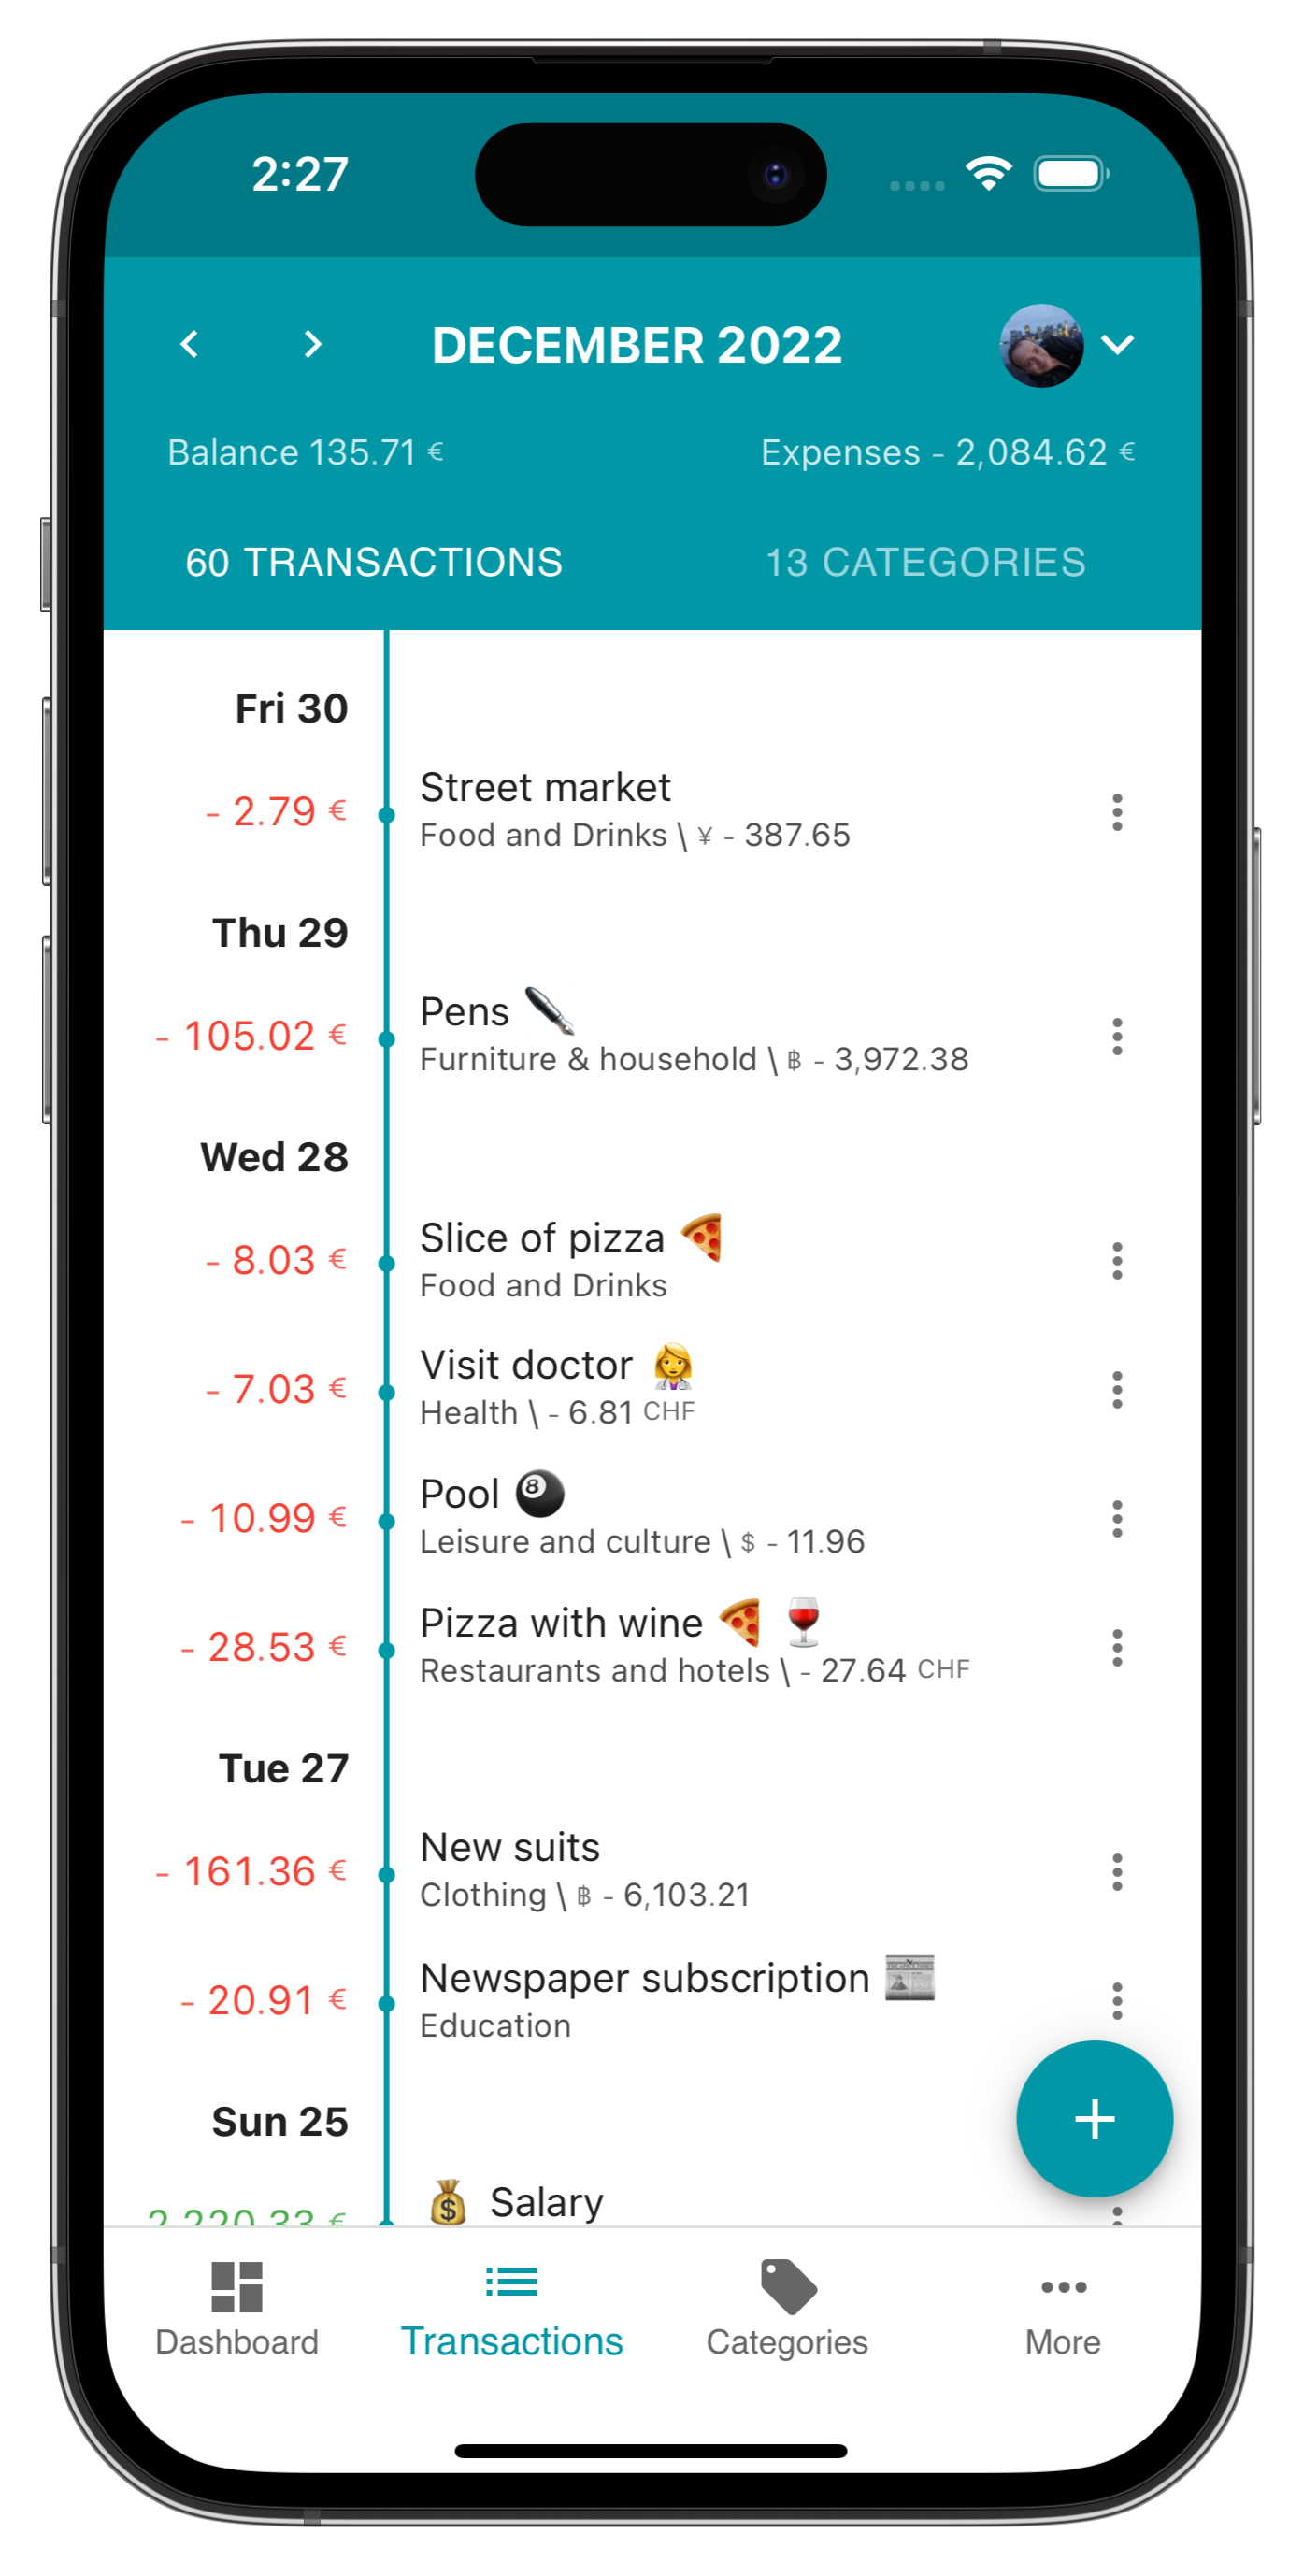 2:27
DECEMBER 2022
Balance 135.71 €
Expenses - 2,084.62 €
60 TRANSACTIONS
13 CATEGORIES
Fri 30
- 2.79 €
Street market
Food and Drinks \ ¥ - 387.65
Thu 29
- 105.02 €
Pens
Furniture & household \ ฿ - 3,972.38
Wed 28
- 8.03 €
Slice of pizza
Food and Drinks
- 7.03 €
Visit doctor
Health \ - 6.81 CHF
- 10.99 €
Pool 8
Leisure and culture \ $ - 11.96
- 28.53 €
Pizza with wine
Restaurants and hotels \ - 27.64 CHF
Tue 27
- 161.36 €
New suits
Clothing \ ฿ - 6,103.21
- 20.91 €
Newspaper subscription
Education
Sun 25
2,220.33 €
$ Salary
Dashboard
Transactions
Categories
More